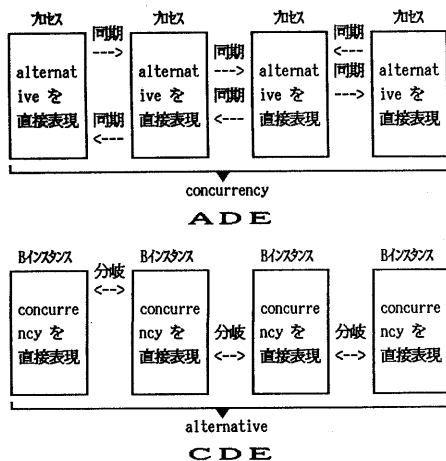 プロセス プロセス プロセス プロセス
同期 同期
---> <---
alternat alternat 同期 alternat 同期 alternat
ive を ive を ---> ive を ---> ive を
直接表現 直接表現 同期 直接表現 直接表現
同期 <---
<---
concurrency
ADE
Bインスタンス Bインスタンス Bインスタンス Bインスタンス
分岐
<-->
concurre concurre concurre concurre
ncy を ncy を 分岐 ncy を 分岐 ncy を
直接表現 直接表現 <--> 直接表現 <--> 直接表現
alternative
CDE